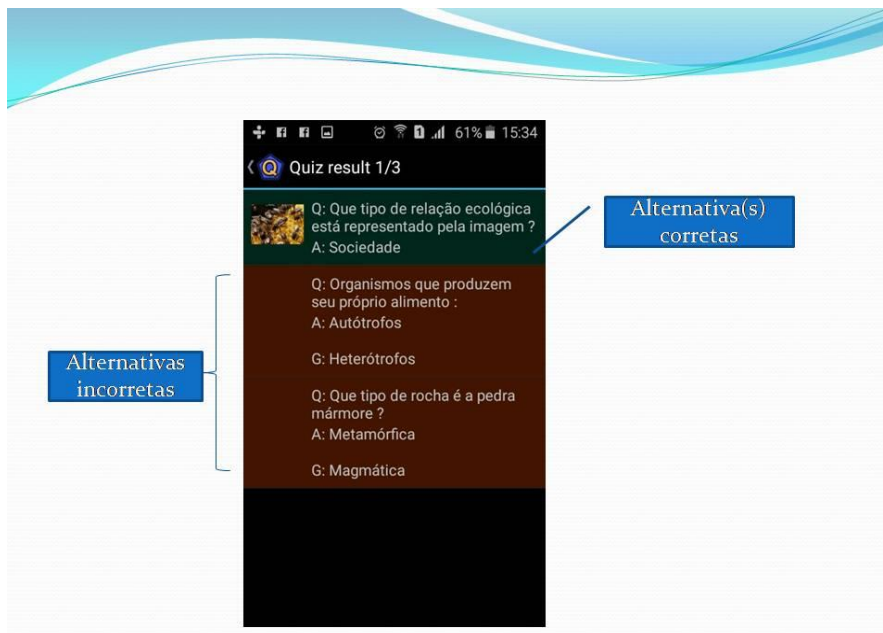 61% 15:34
Quiz result 1/3
Q: Que tipo de relação ecológica
está representado pela imagem ?
A: Sociedade
Alternativa(s)
corretas
Q: Organismos que produzem
seu próprio alimento :
A: Autótrofos
G: Heterótrofos
Alternativas
incorretas
Q: Que tipo de rocha é a pedra
mármore ?
A: Metamórfica
G: Magmática